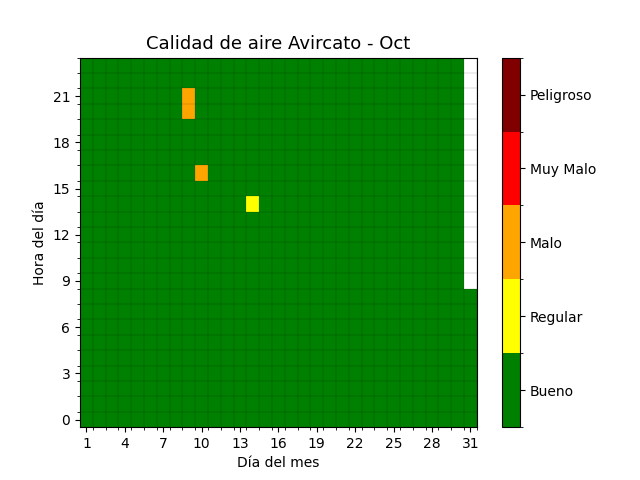 Calidad de aire Avircato - Oct
Peligroso
Muy Malo
Malo
Regular
Bueno
Hora del día
21
18
15
12
9
6
3
0
1 4 7 10 13 16 19 22 25 28 31
Día del mes